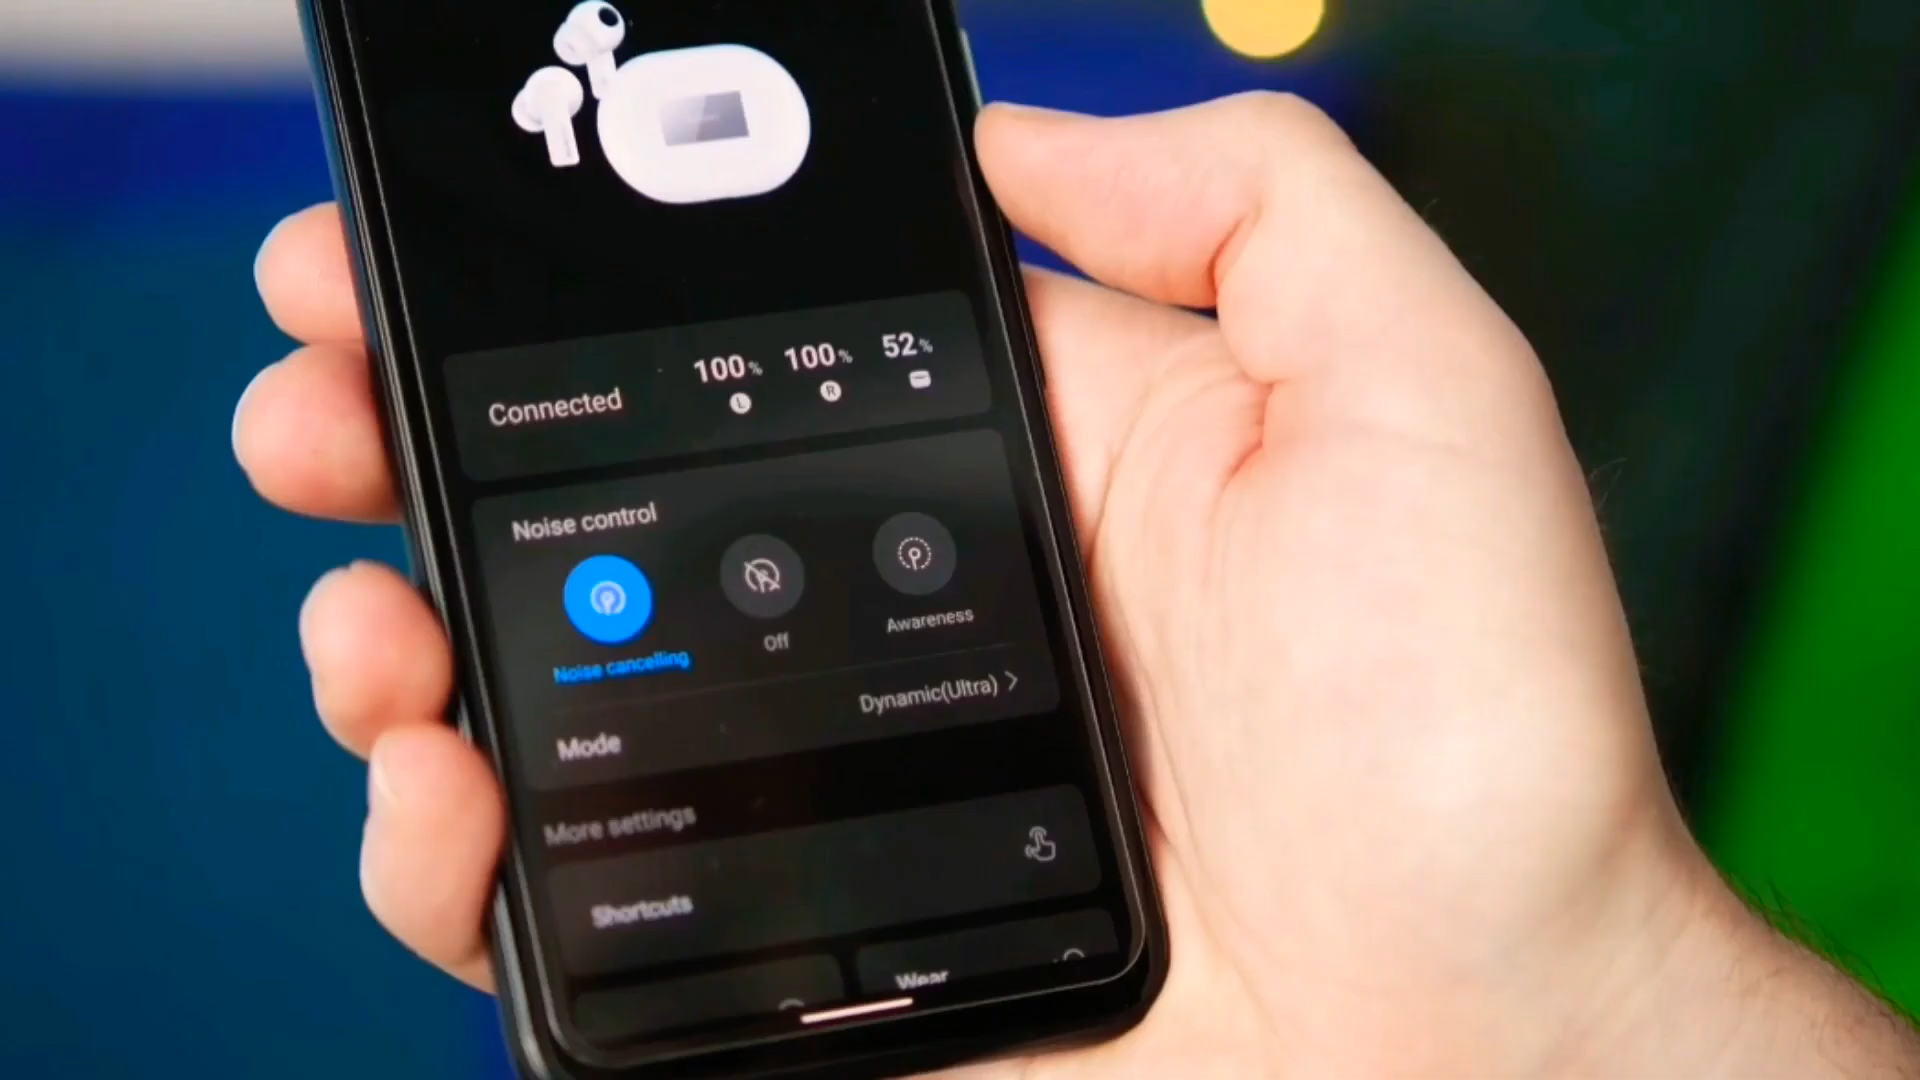 Connected
100% 100% 52%
L R
Noise control
Noise cancelling
Off
Awareness
Mode
Dynamic(Ultra)
More settings
Shortcuts
Wear